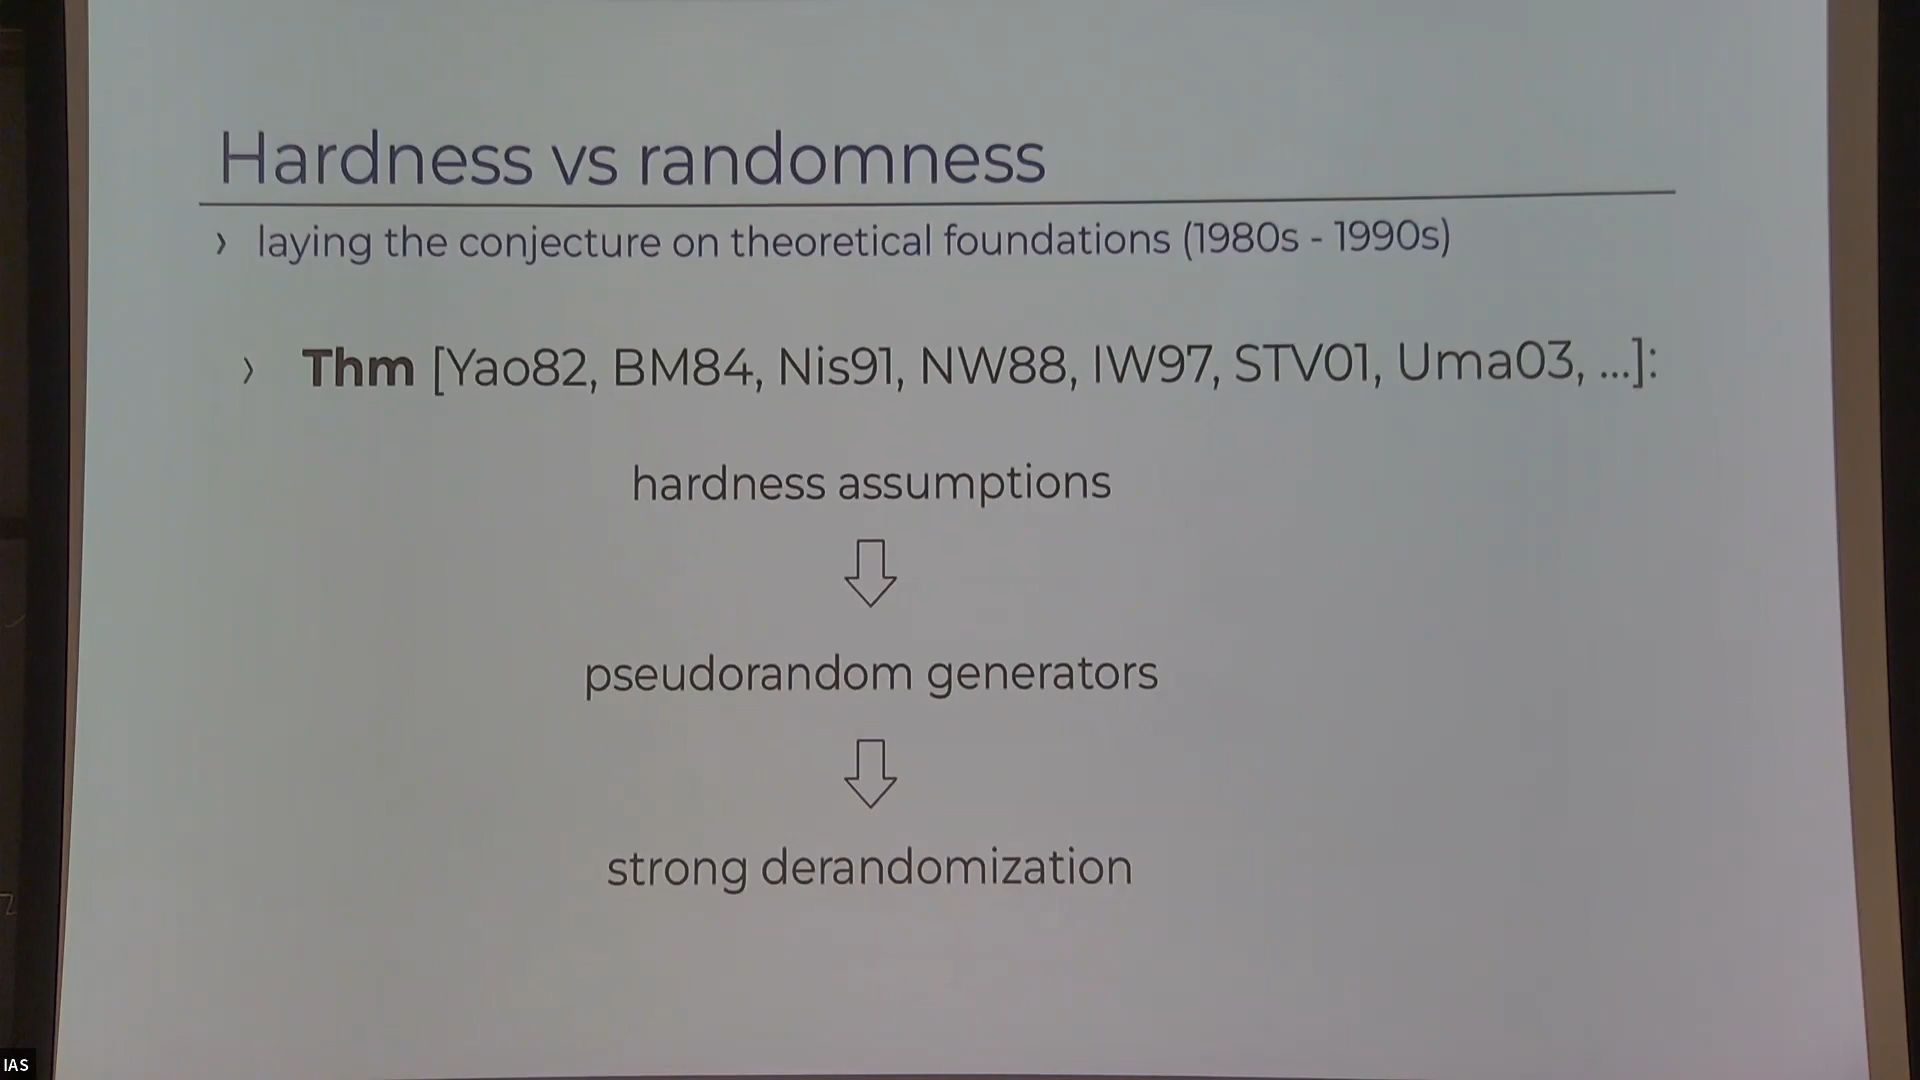 Hardness vs randomness
› laying the conjecture on theoretical foundations (1980s - 1990s)
› Thm [Yao82, BM84, Nis91, NW88, IW97, STV01, Uma03, ...]:
hardness assumptions
pseudorandom generators
strong derandomization
IAS